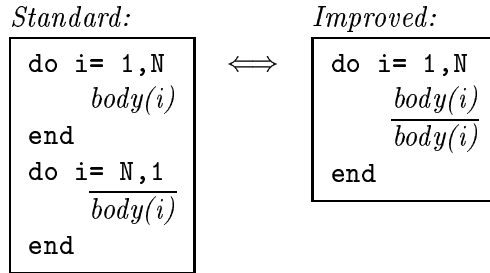 Standard:
do i= 1,N
body(i)
end
do i= N,1
body(i)
end
⟺
Improved:
do i= 1,N
body(i)
body(i)
end